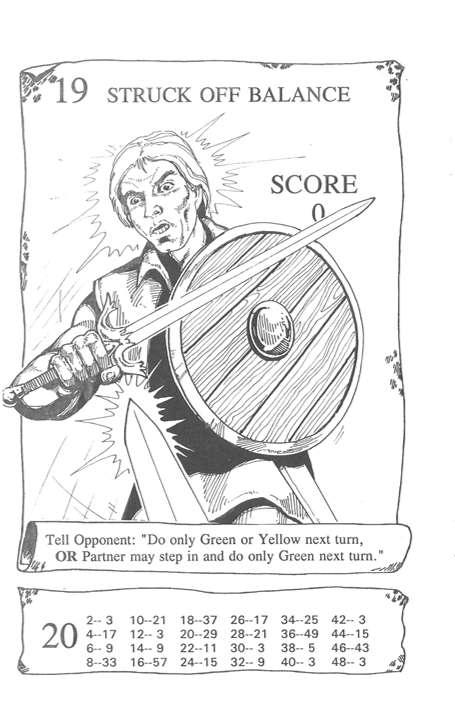 19 STRUCK OFF BALANCE
SCORE
0
Tell Opponent: "Do only Green or Yellow next turn,
OR Partner may step in and do only Green next turn."
20
2-- 3 10--21 18--37 26--17 34--25 42-- 3
4--17 12-- 3 20--29 28--21 36--49 44--15
6-- 9 14-- 9 22--11 30-- 3 38-- 5 46--43
8--33 16--57 24--15 32-- 9 40-- 3 48-- 3